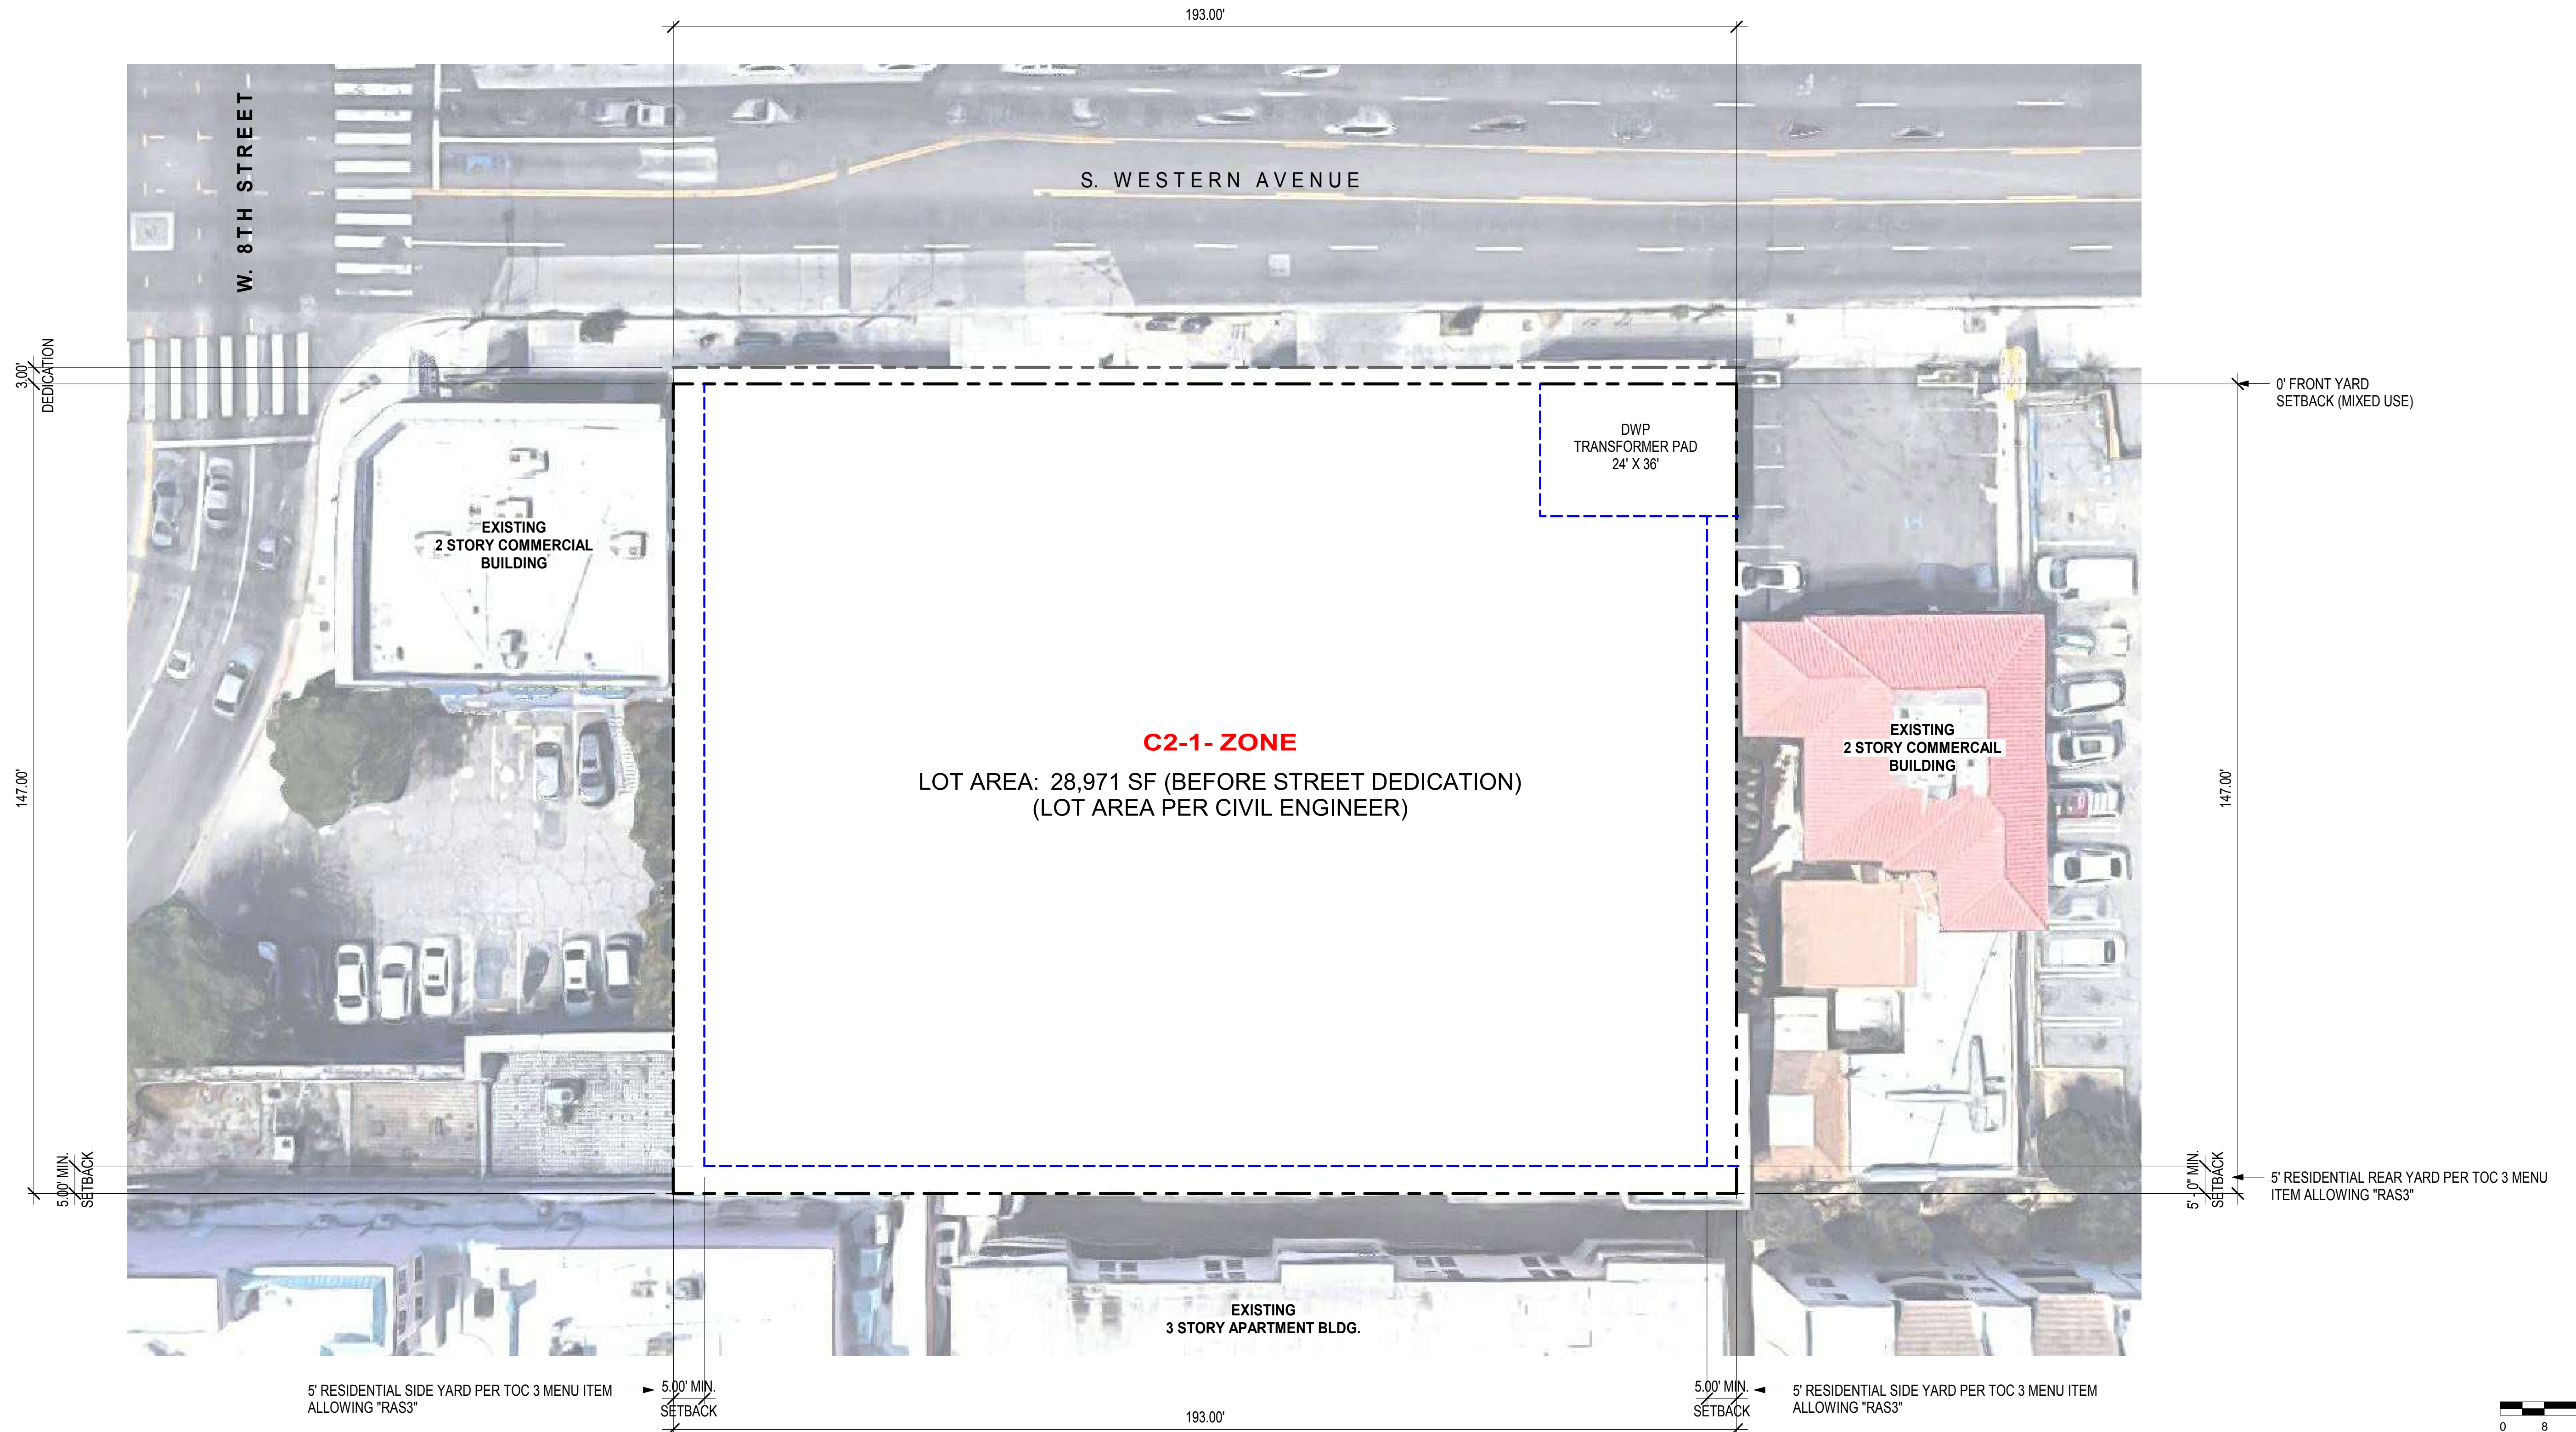 193.00'
W. 8TH STREET
S. WESTERN AVENUE
3.00'
DEDICATION
0' FRONT YARD
SETBACK (MIXED USE)
DWP
TRANSFORMER PAD
24' X 36'
EXISTING
2 STORY COMMERCIAL
BUILDING
C2-1- ZONE
LOT AREA: 28,971 SF (BEFORE STREET DEDICATION)
(LOT AREA PER CIVIL ENGINEER)
EXISTING
2 STORY COMMERCAIL
BUILDING
147.00'
147.00'
5.00' MIN.
SETBACK
5' - 0" MIN.
SETBACK
5' RESIDENTIAL REAR YARD PER TOC 3 MENU
ITEM ALLOWING "RAS3"
EXISTING
3 STORY APARTMENT BLDG.
5' RESIDENTIAL SIDE YARD PER TOC 3 MENU ITEM
ALLOWING "RAS3"
5.00' MIN.
SETBACK
193.00'
5.00' MIN.
SETBACK
5' RESIDENTIAL SIDE YARD PER TOC 3 MENU ITEM
ALLOWING "RAS3"
0 8